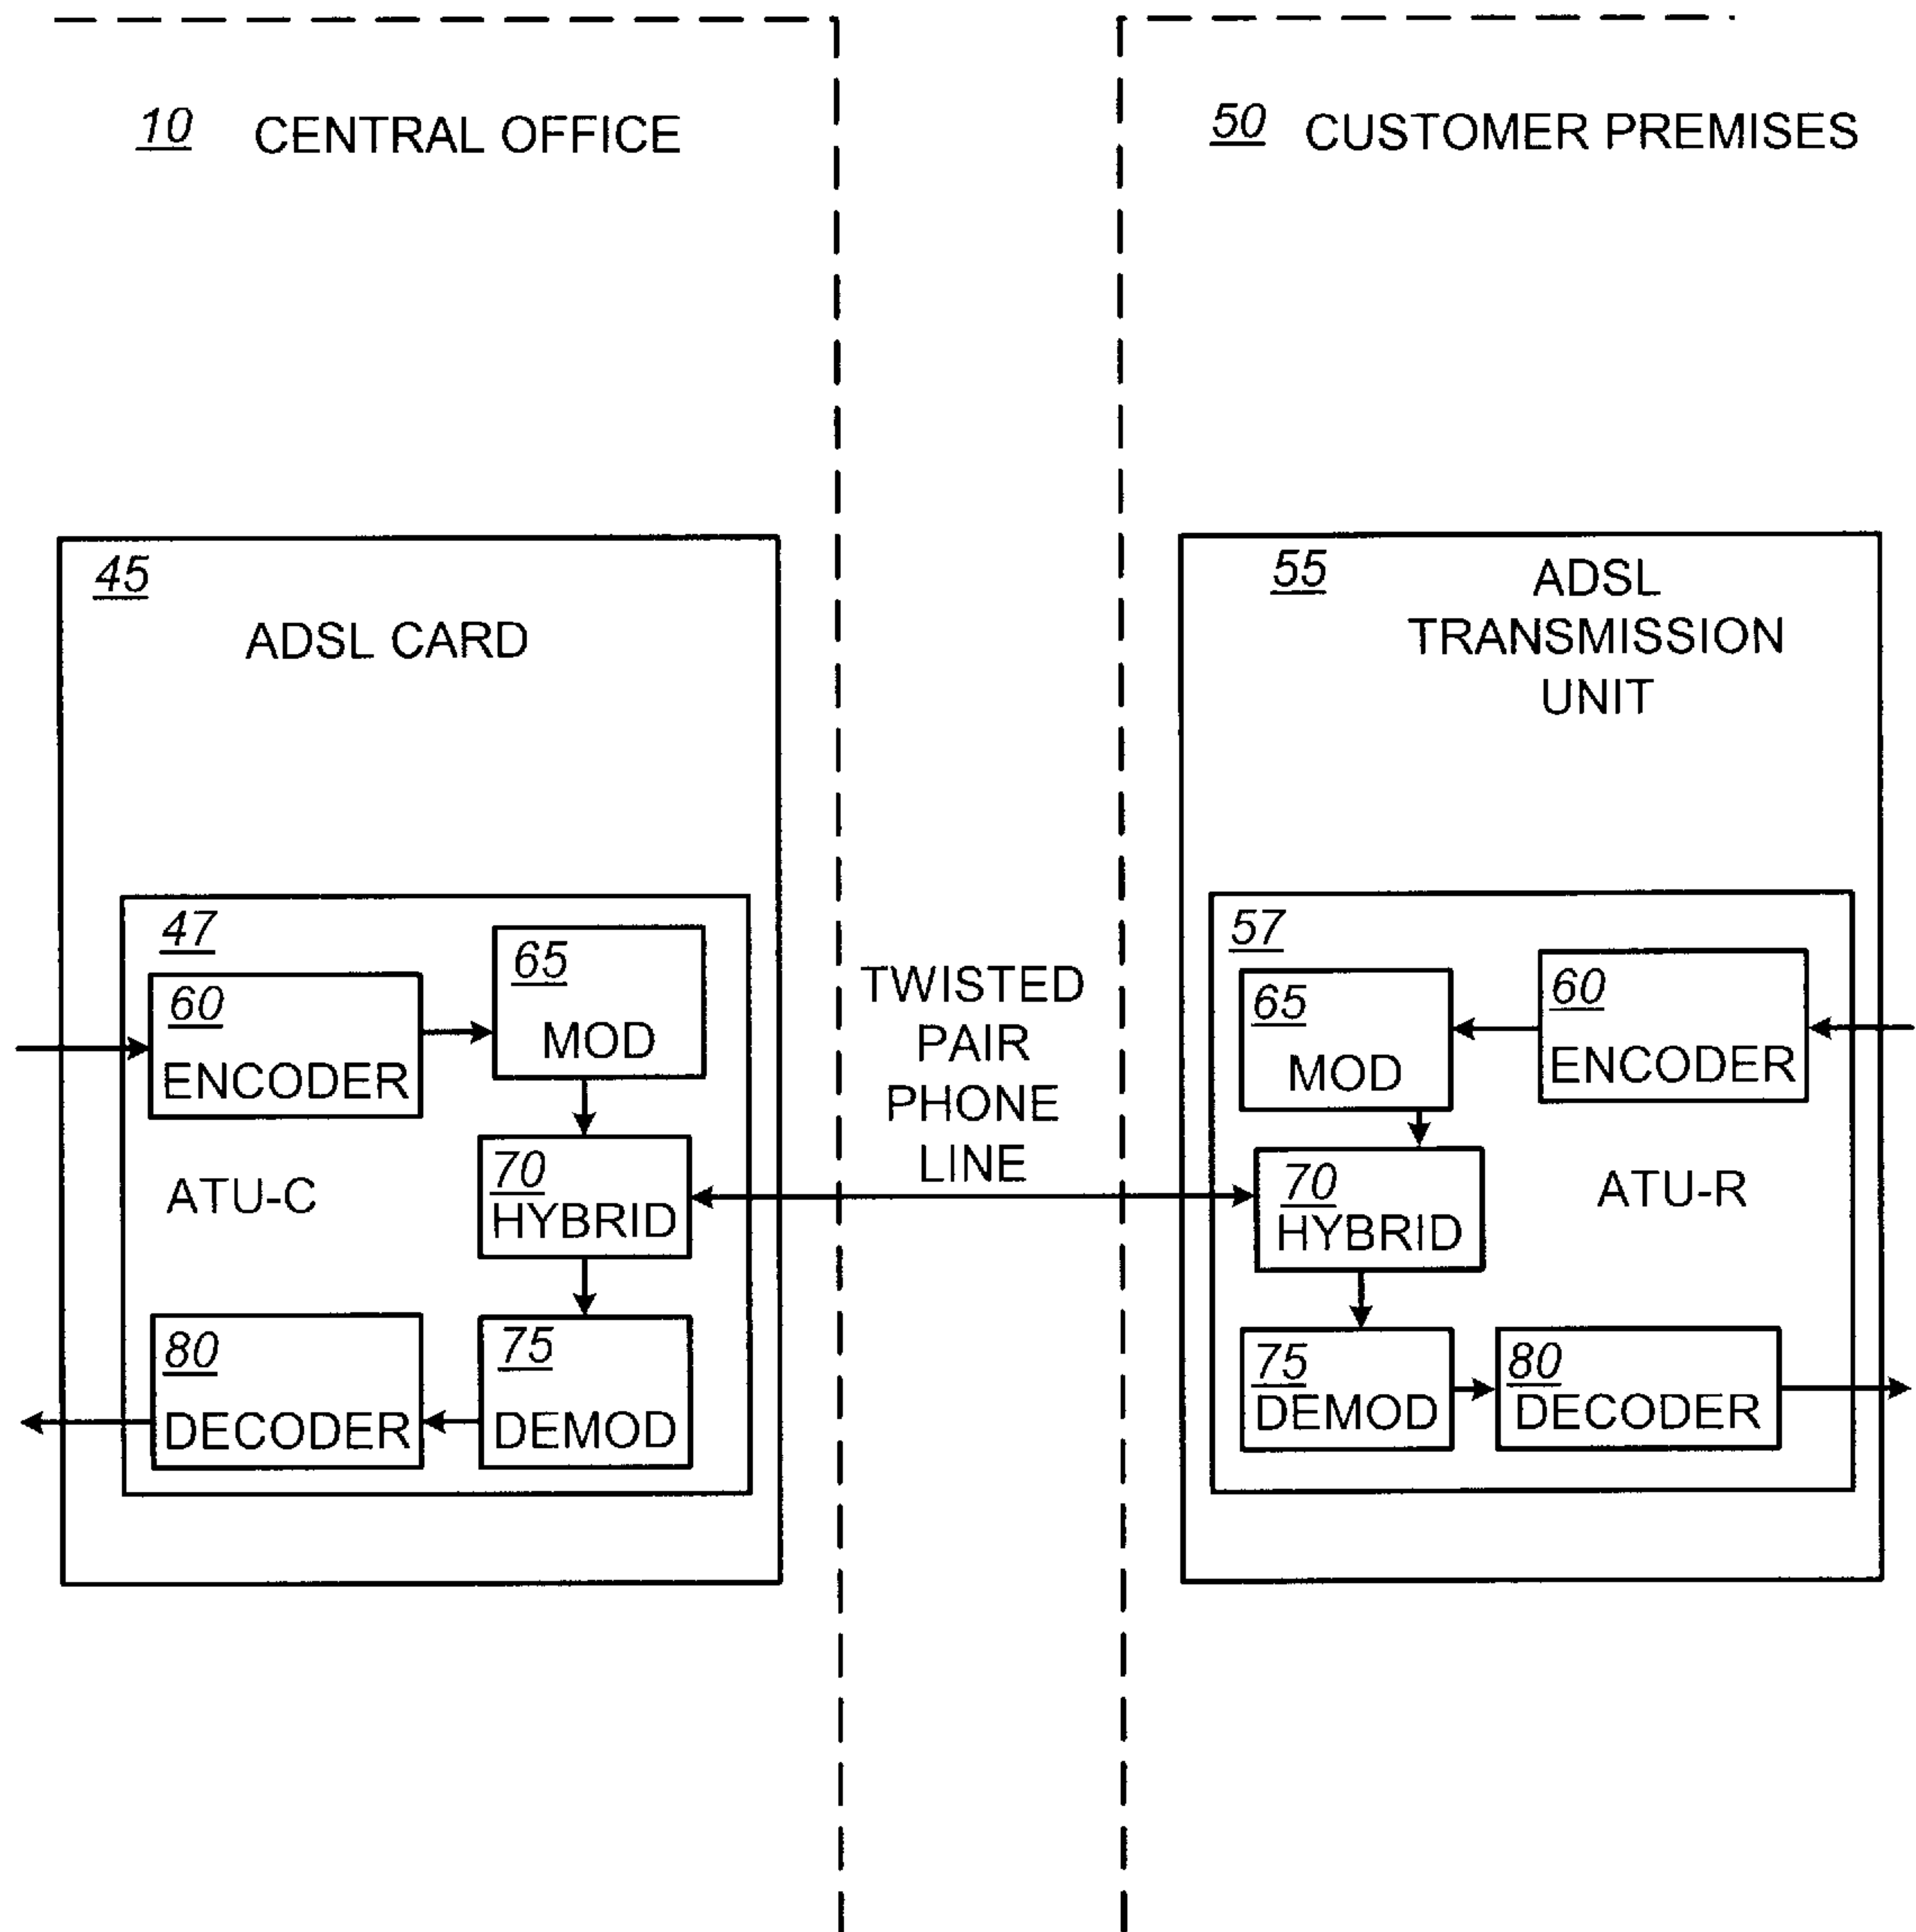 10 CENTRAL OFFICE
50 CUSTOMER PREMISES
45
ADSL CARD
55 ADSL
TRANSMISSION
UNIT
47
60
ENCODER
65
MOD
ATU-C
70
HYBRID
80
DECODER
75
DEMOD
TWISTED
PAIR
PHONE
LINE
57
65
MOD
60
ENCODER
70
HYBRID
ATU-R
75
DEMOD
80
DECODER